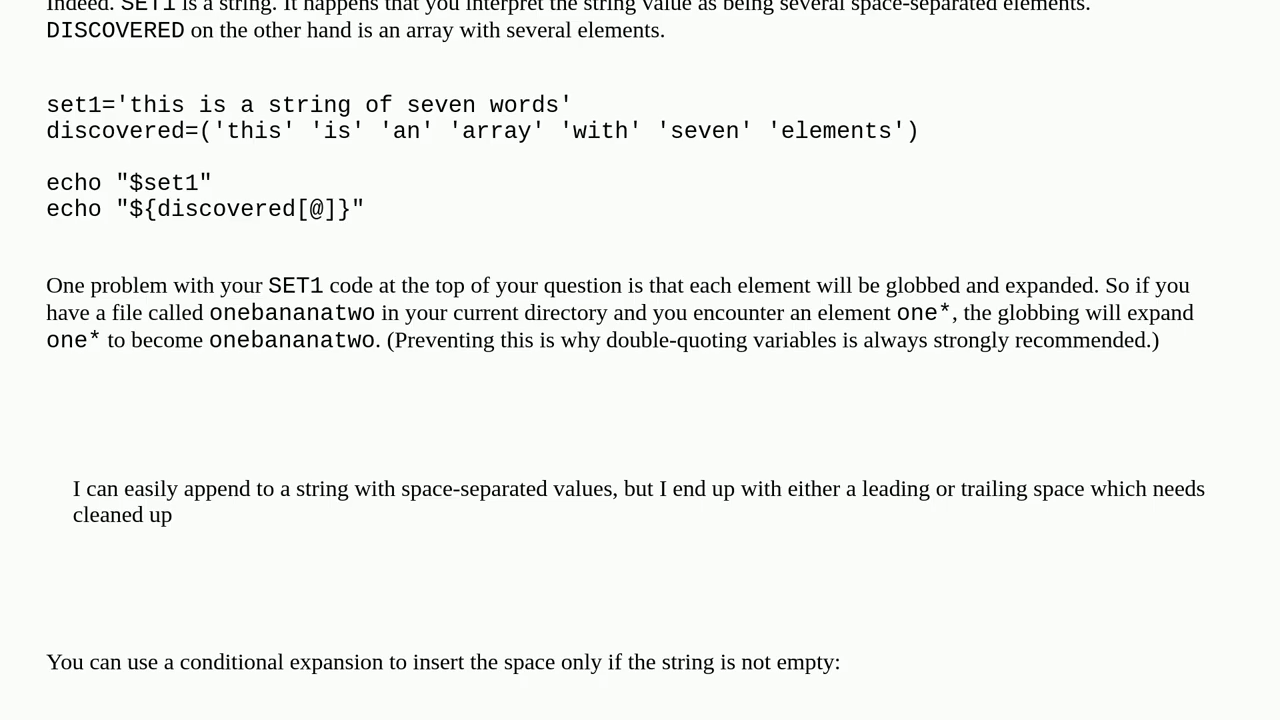 Indeed. SET1 is a string. It happens that you interpret the string value as being several space-separated elements.
DISCOVERED on the other hand is an array with several elements.
set1='this is a string of seven words'
discovered=('this' 'is' 'an' 'array' 'with' 'seven' 'elements')
echo "$set1"
echo "${discovered[@]}"
One problem with your SET1 code at the top of your question is that each element will be globbed and expanded. So if you
have a file called onebananatwo in your current directory and you encounter an element one*, the globbing will expand
one* to become onebananatwo. (Preventing this is why double-quoting variables is always strongly recommended.)
I can easily append to a string with space-separated values, but I end up with either a leading or trailing space which needs
cleaned up
You can use a conditional expansion to insert the space only if the string is not empty: